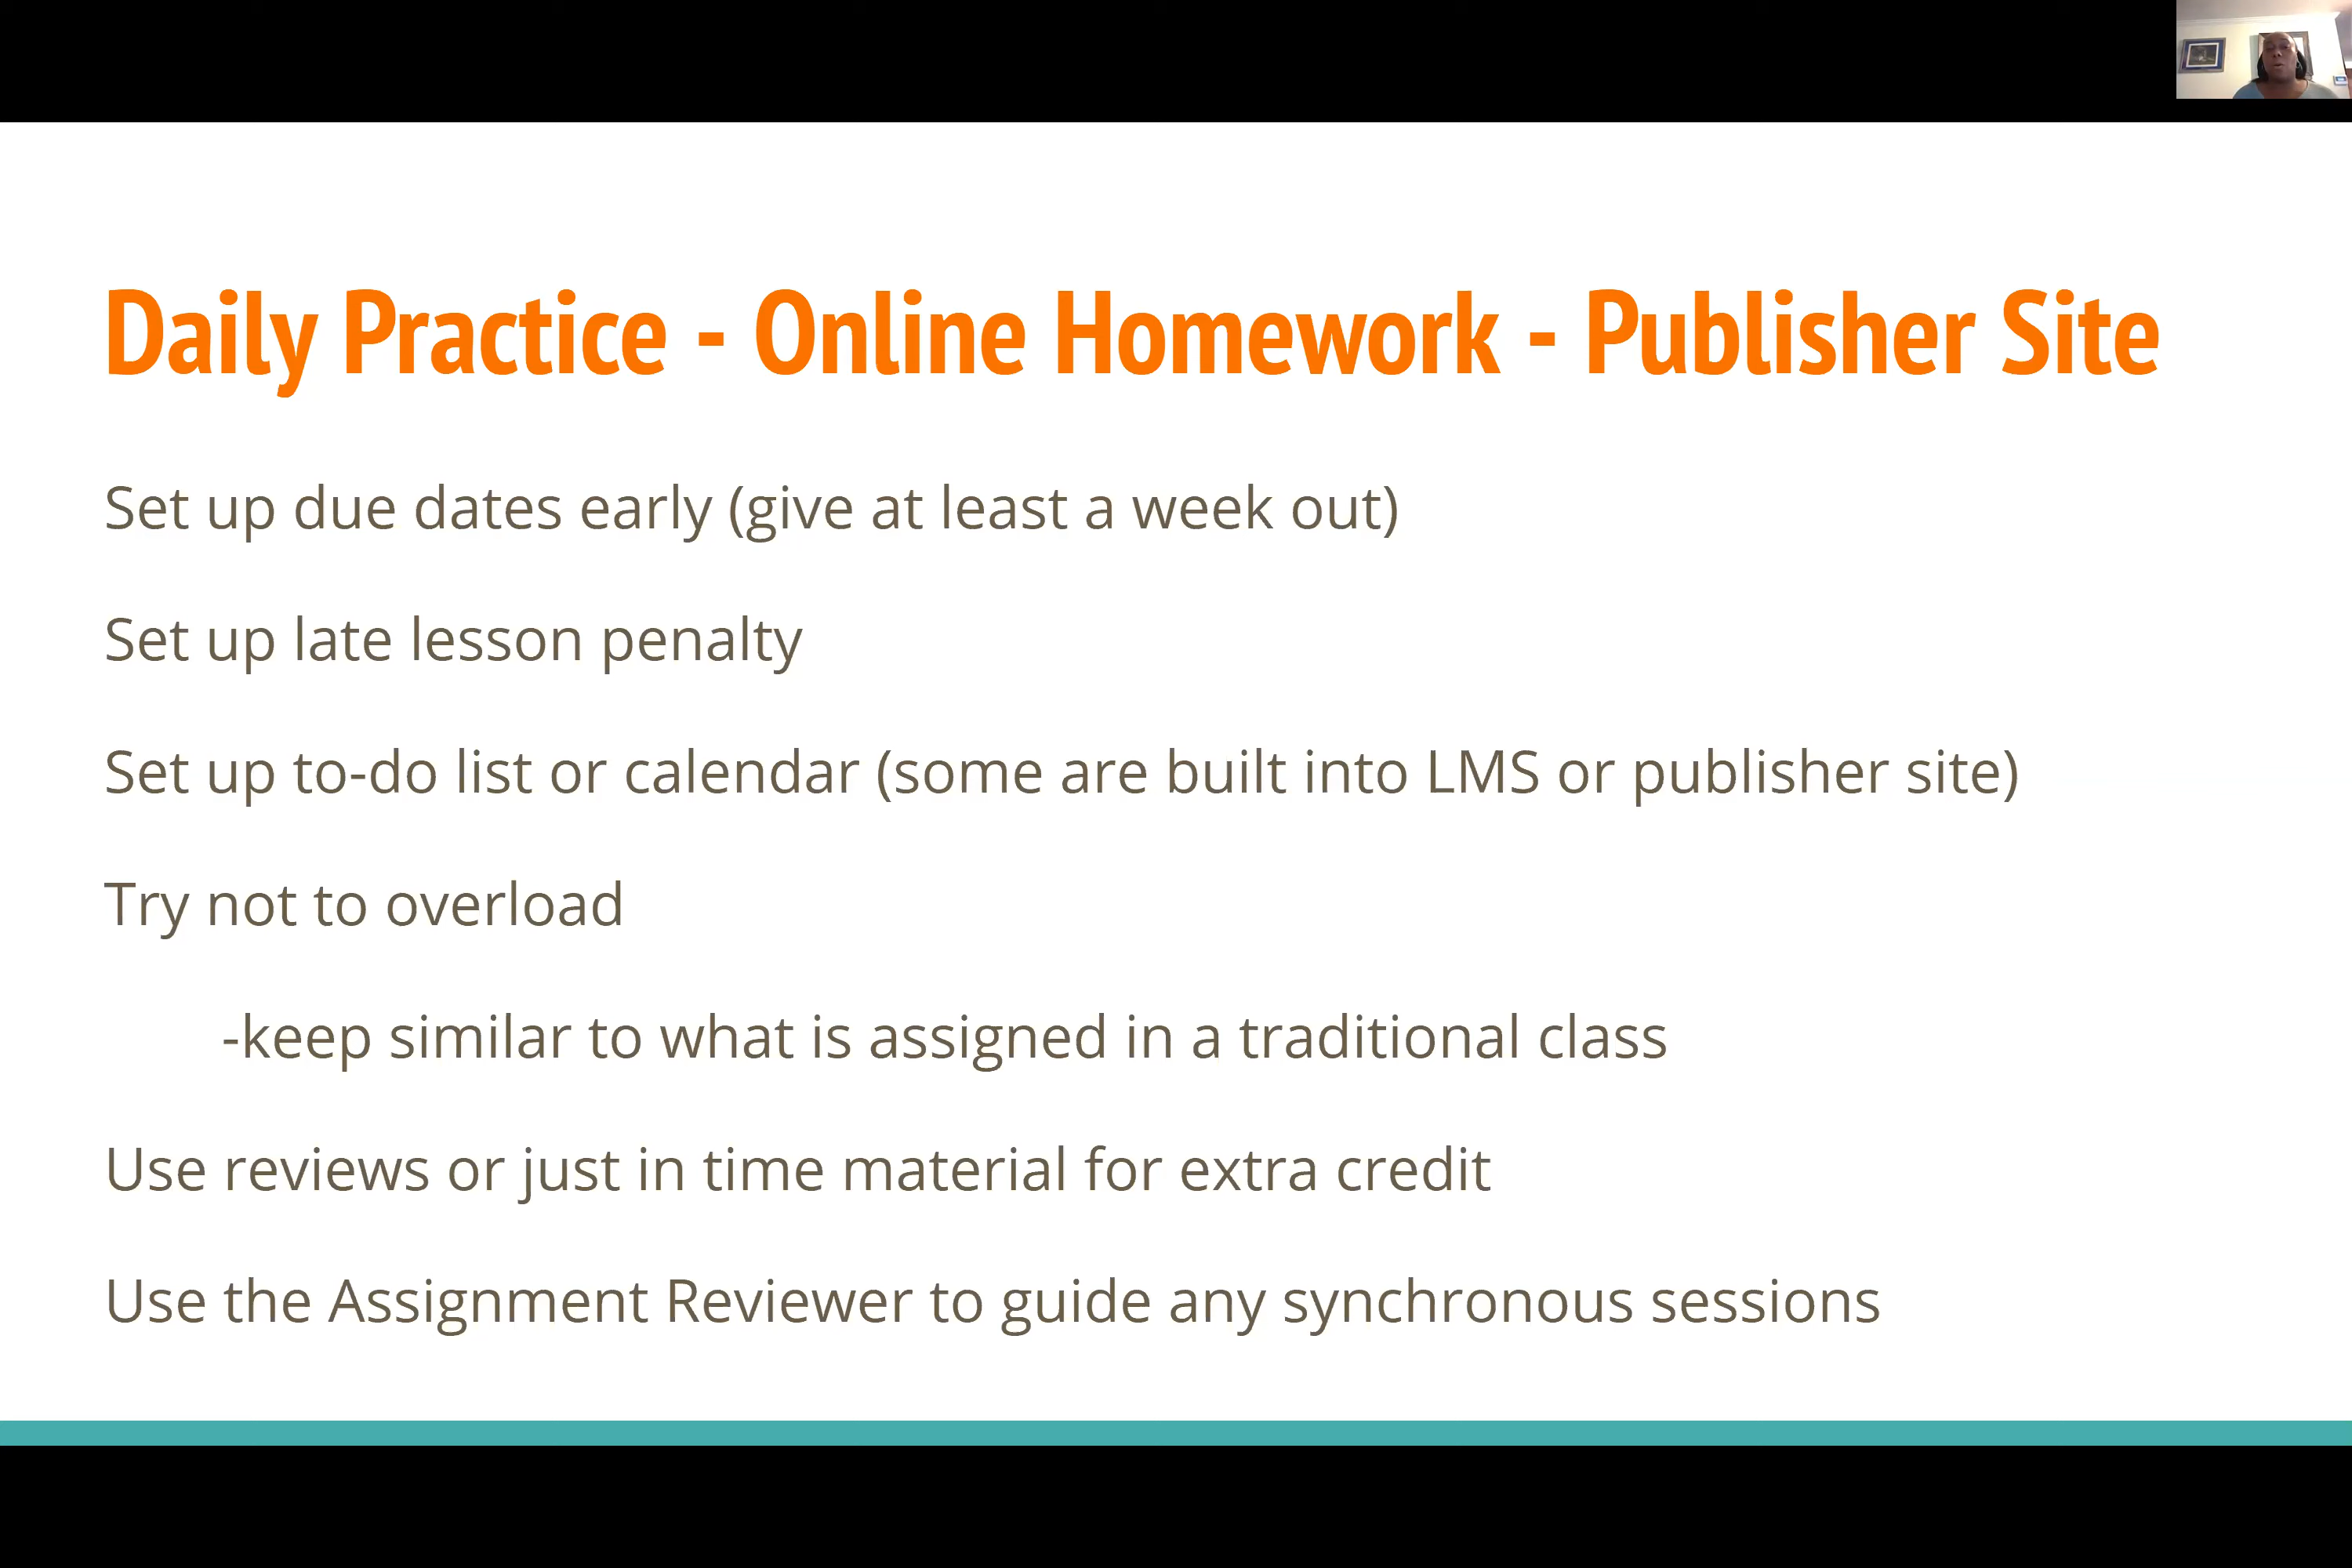 Daily Practice - Online Homework - Publisher Site
Set up due dates early (give at least a week out)
Set up late lesson penalty
Set up to-do list or calendar (some are built into LMS or publisher site)
Try not to overload
-keep similar to what is assigned in a traditional class
Use reviews or just in time material for extra credit
Use the Assignment Reviewer to guide any synchronous sessions